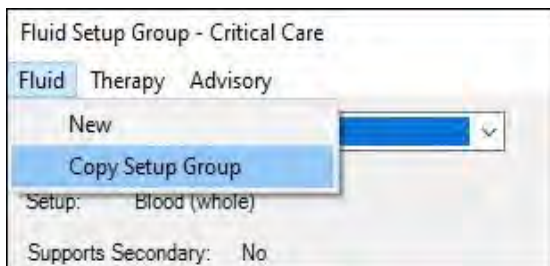 Fluid Setup Group - Critical Care
Fluid Therapy Advisory
New
Copy Setup Group
Setup: Blood (whole)
Supports Secondary: No